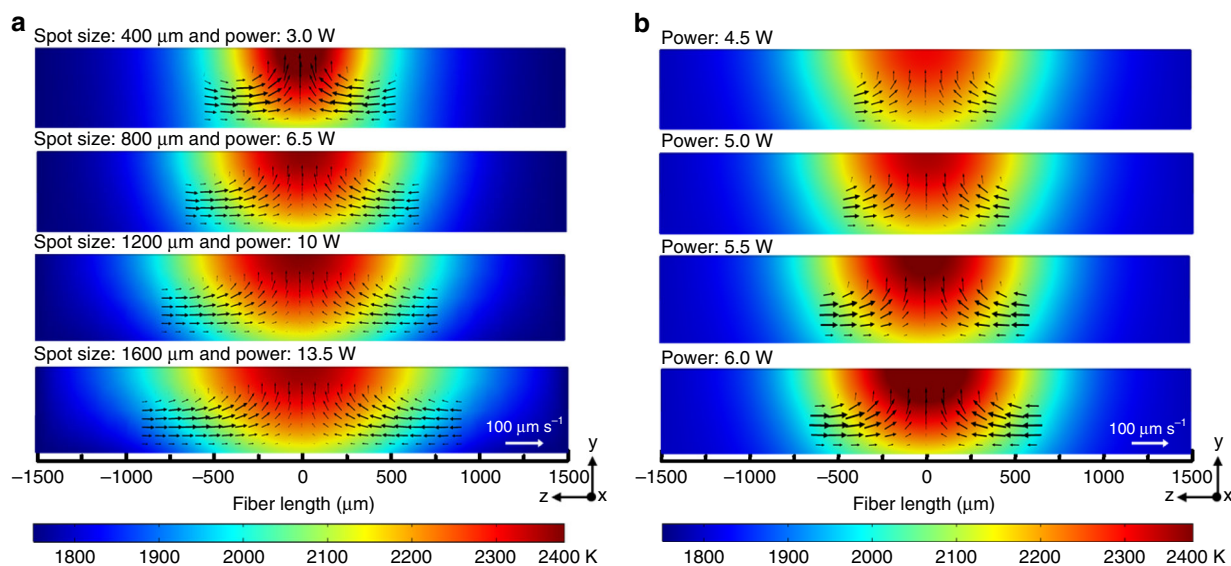 a
Spot size: 400 μm and power: 3.0 W
Spot size: 800 μm and power: 6.5 W
Spot size: 1200 μm and power: 10 W
Spot size: 1600 μm and power: 13.5 W
100 μm s⁻¹
y
z x
−1500 −1000 −500 0 500 1000 1500
Fiber length (μm)
1800 1900 2000 2100 2200 2300 2400 K
b
Power: 4.5 W
Power: 5.0 W
Power: 5.5 W
Power: 6.0 W
100 μm s⁻¹
y
z x
−1500 −1000 −500 0 500 1000 1500
Fiber length (μm)
1800 1900 2000 2100 2200 2300 2400 K